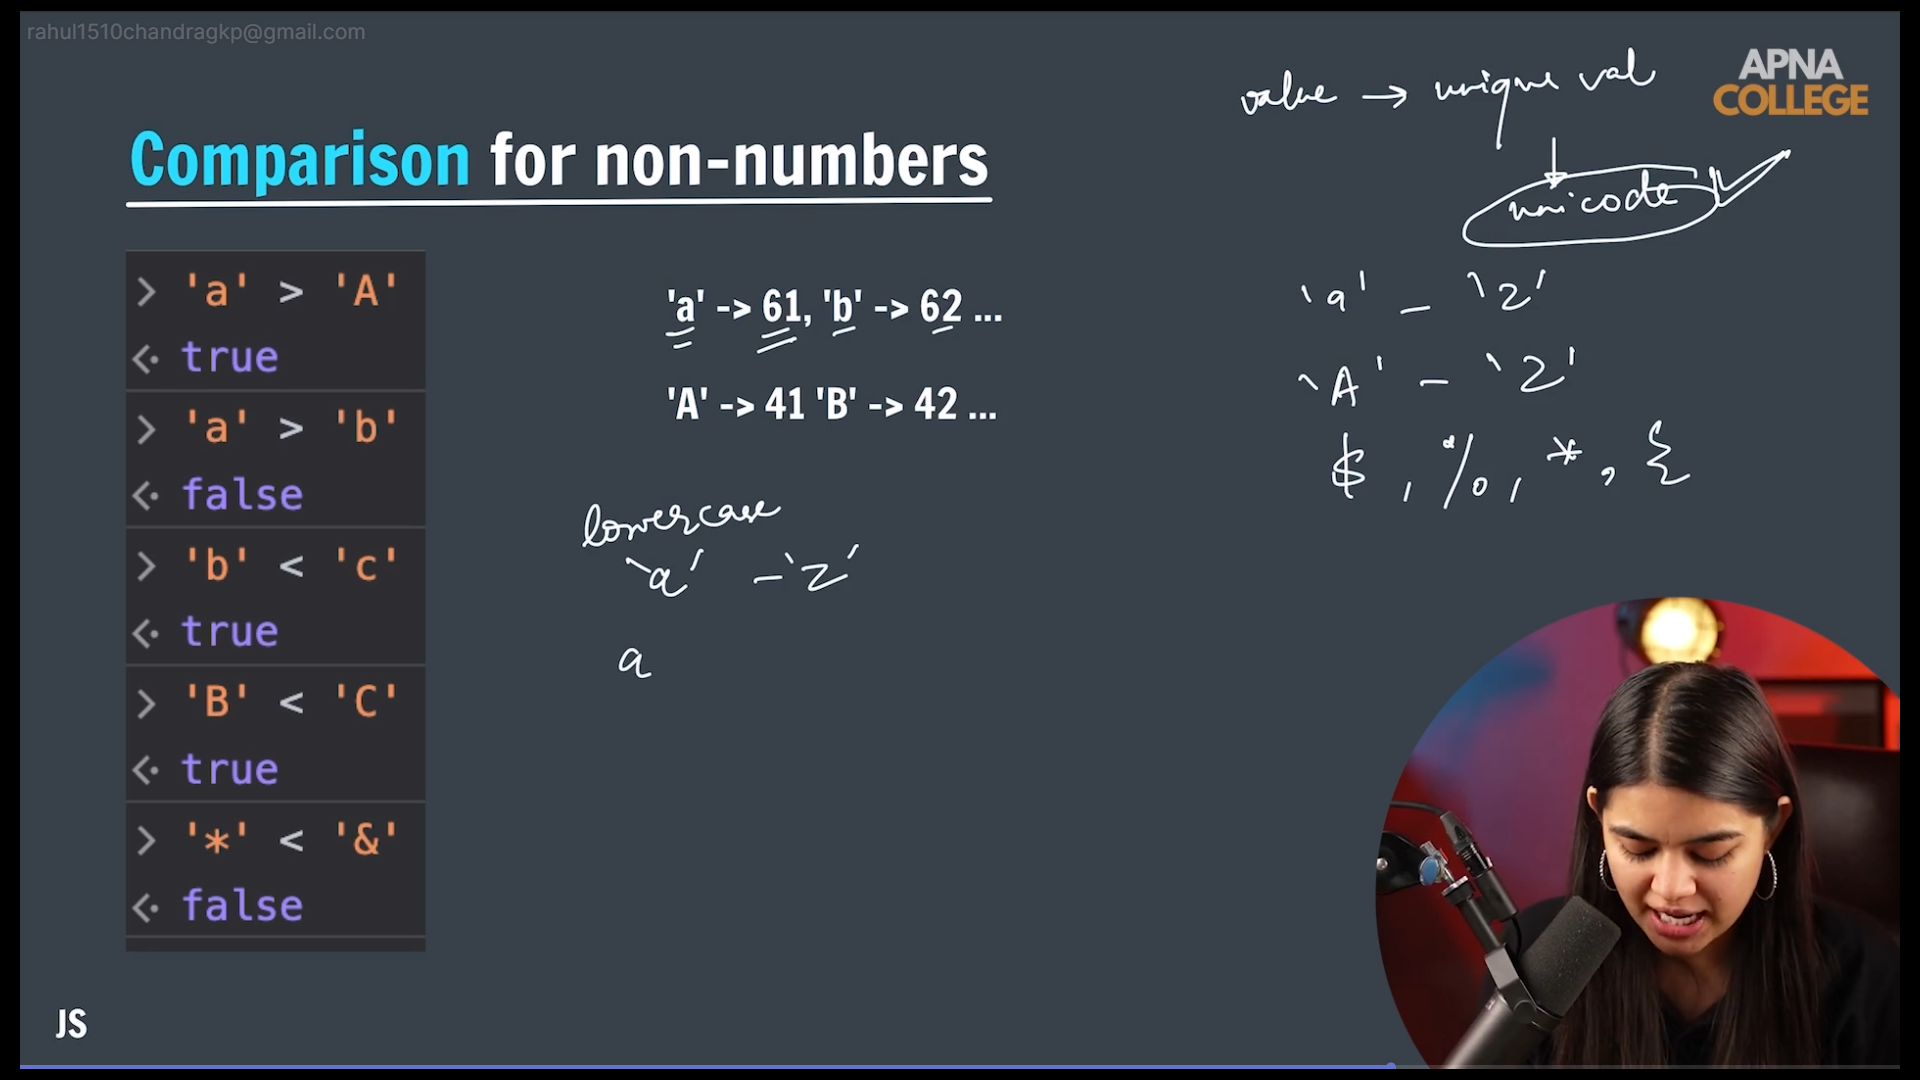 rahul1510chandragkp@gmail.com
APNA
COLLEGE
value → unique val
unicode
Comparison for non-numbers
> 'a' > 'A'
<· true
> 'a' > 'b'
<· false
> 'b' < 'c'
<· true
> 'B' < 'C'
<· true
> '*' < '&'
<· false
'a' -> 61, 'b' -> 62 ...
'A' -> 41 'B' -> 42 ...
lowercase
'a' - 'z'
a
'a' - 'z'
'A' - 'Z'
$, %, *, {
JS